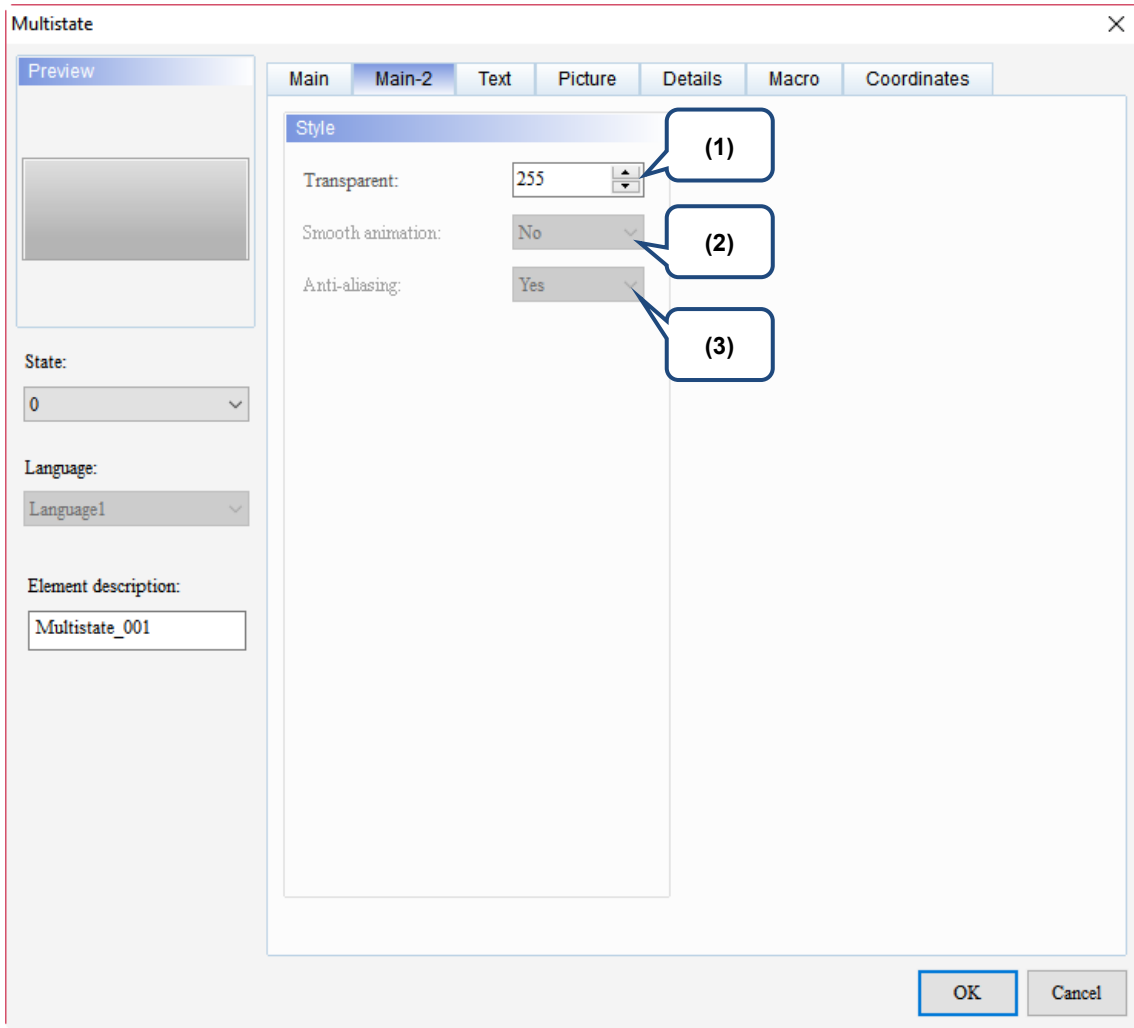 Multistate
Preview
Main Main-2 Text Picture Details Macro Coordinates
Style
(1)
Transparent: 255
Smooth animation: No
(2)
Anti-aliasing: Yes
(3)
State:
0
Language:
Language1
Element description:
Multistate_001
OK Cancel